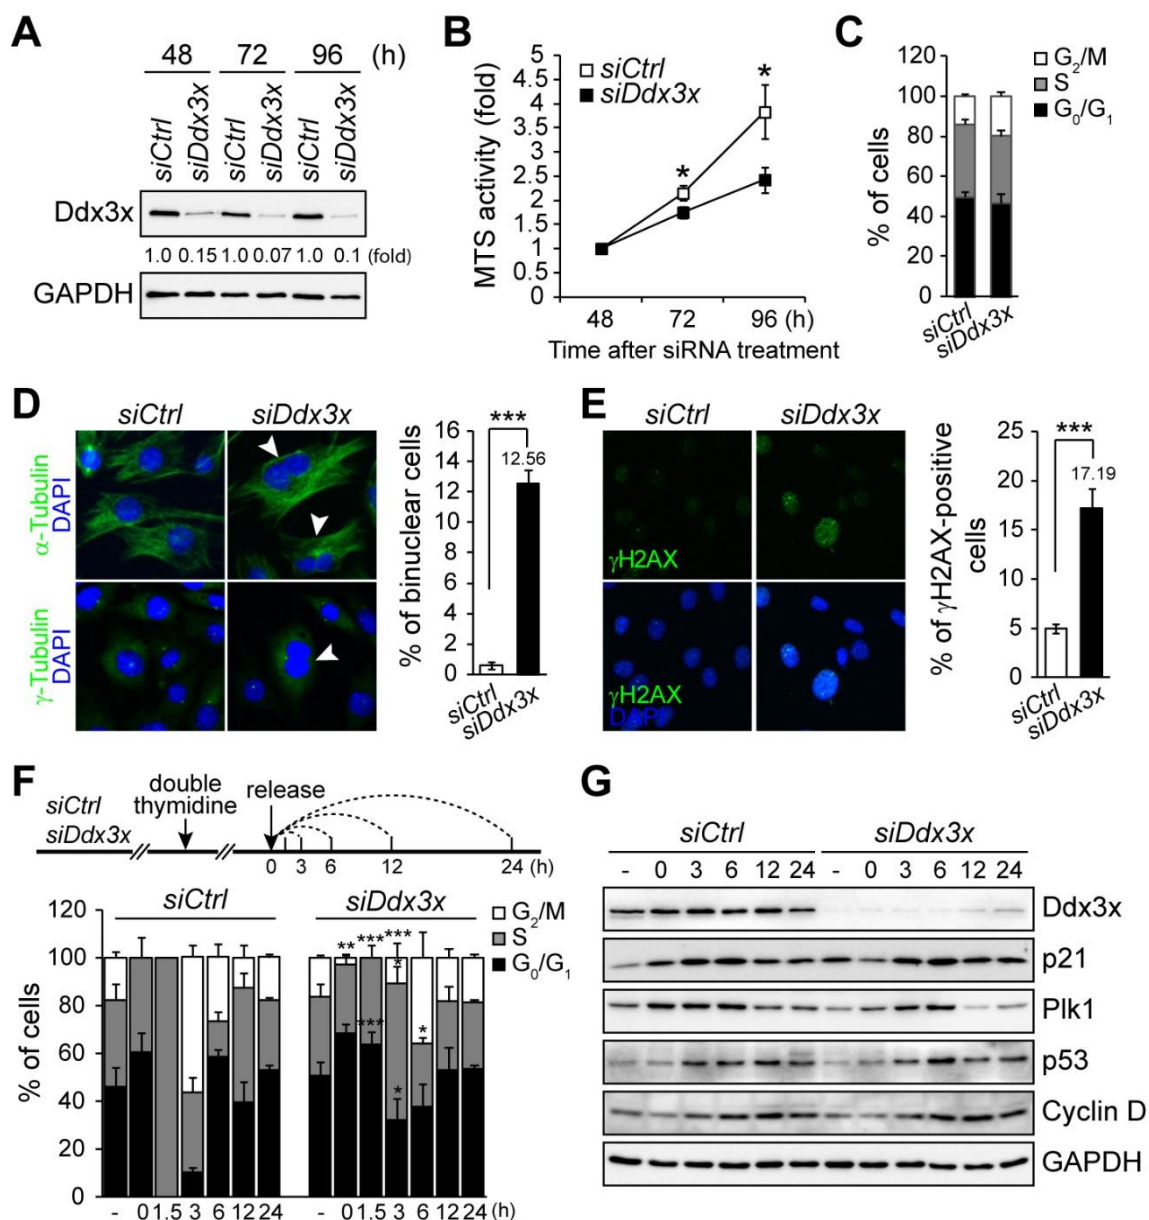 A
48 72 96 (h)
siCtrl siDdx3x siCtrl siDdx3x siCtrl siDdx3x
Ddx3x
1.0 0.15 1.0 0.07 1.0 0.1 (fold)
GAPDH
B
MTS activity (fold)
5
4.5
4
3.5
3
2.5
2
1.5
1
0.5
0
siCtrl
siDdx3x
*
*
48 72 96 (h)
Time after siRNA treatment
C
% of cells
120
100
80
60
40
20
0
G2/M
S
G0/G1
siCtrl
siDdx3x
D
siCtrl siDdx3x
α-Tubulin
DAPI
γ-Tubulin
DAPI
% of binuclear cells
16
14
12
10
8
6
4
2
0
***
12.56
siCtrl
siDdx3x
E
siCtrl siDdx3x
γH2AX
γH2AX
DAPI
% of γH2AX-positive
cells
25
20
15
10
5
0
***
17.19
siCtrl
siDdx3x
F
siCtrl
siDdx3x
double
thymidine
release
0 3 6 12 24 (h)
siCtrl siDdx3x
G2/M
S
G0/G1
% of cells
120
100
80
60
40
20
0
** *** ***
*
***
*
*
- 0 1.5 3 6 12 24 - 0 1.5 3 6 12 24 (h)
G
siCtrl siDdx3x
- 0 3 6 12 24 - 0 3 6 12 24
Ddx3x
p21
Plk1
p53
Cyclin D
GAPDH